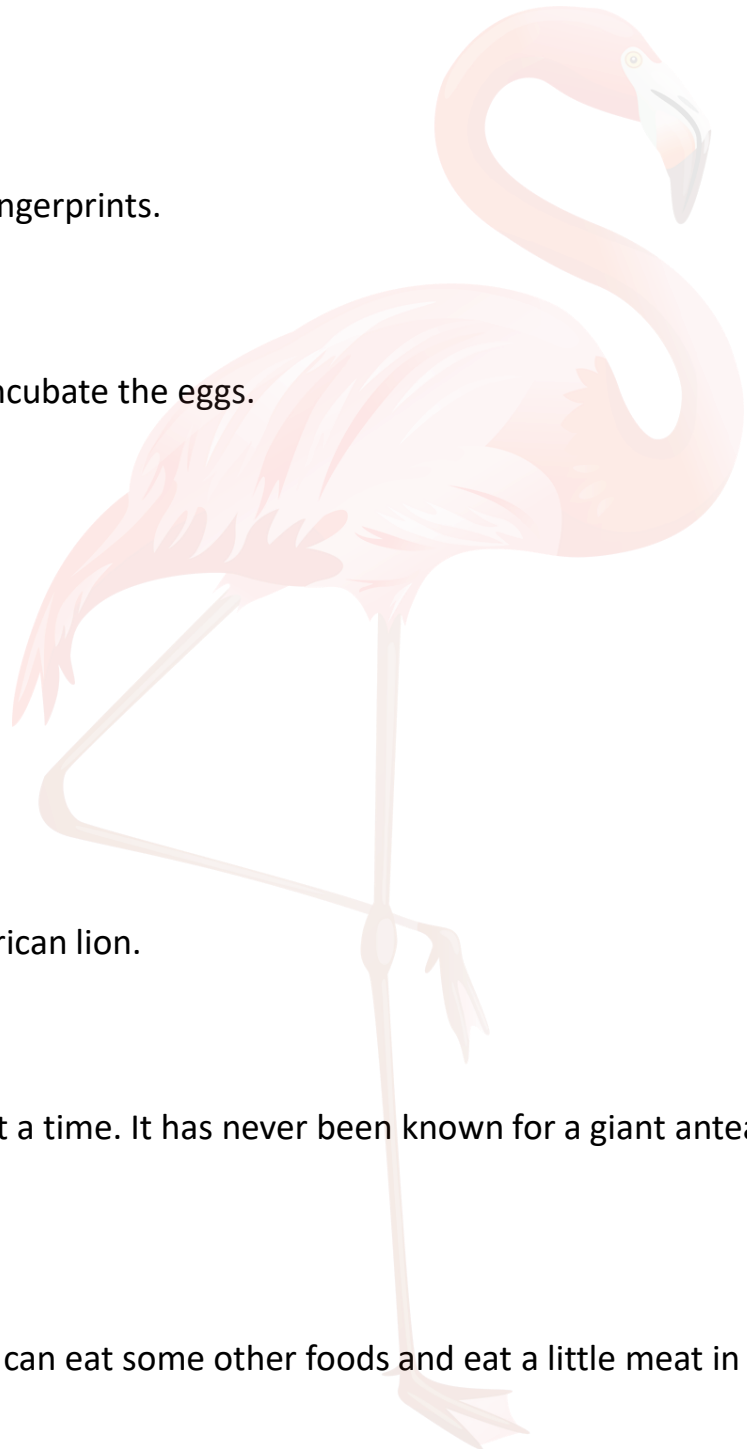 ngerprints.
ncubate the eggs.
rican lion.
t a time. It has never been known for a giant antea
can eat some other foods and eat a little meat in